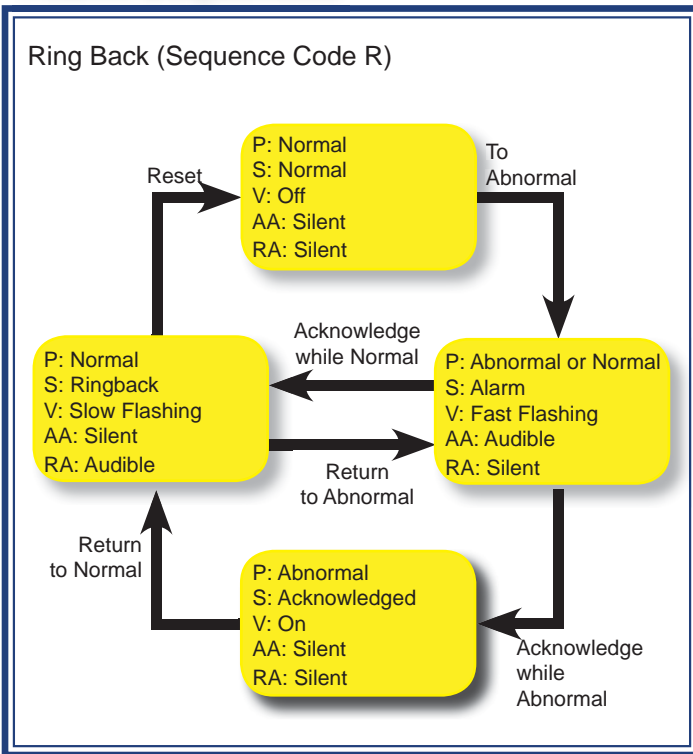 Ring Back (Sequence Code R)
P: Normal
S: Normal
V: Off
AA: Silent
RA: Silent
Reset
To
Abnormal
Acknowledge
while Normal
P: Normal
S: Ringback
V: Slow Flashing
AA: Silent
RA: Audible
P: Abnormal or Normal
S: Alarm
V: Fast Flashing
AA: Audible
RA: Silent
Return
to Abnormal
Return
to Normal
P: Abnormal
S: Acknowledged
V: On
AA: Silent
RA: Silent
Acknowledge
while
Abnormal